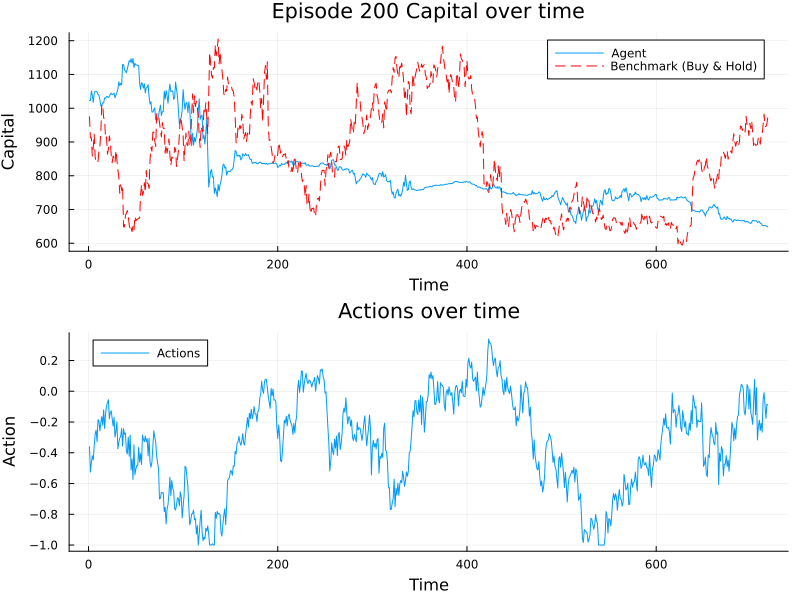 Episode 200 Capital over time
Capital
1200
1100
1000
900
800
700
600
Agent
Benchmark (Buy & Hold)
0
200
400
600
Time
Actions over time
Action
0.2
0.0
−0.2
−0.4
−0.6
−0.8
−1.0
Actions
0
200
400
600
Time